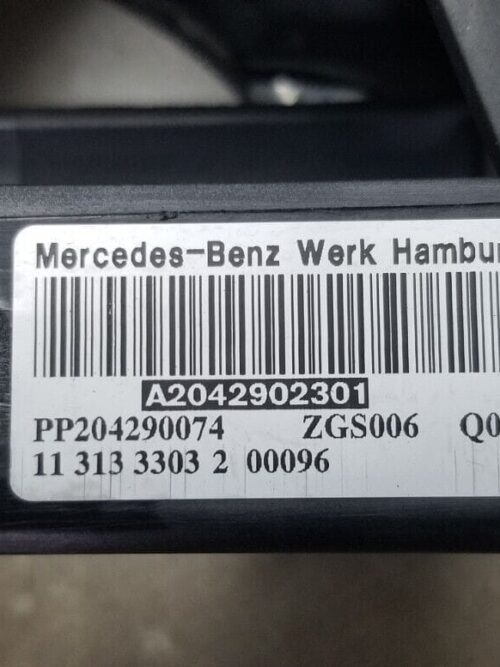 Mercedes-Benz Werk Hambur
A2042902301
PP204290074 ZGS006 Q0
11 313 3303 2 00096